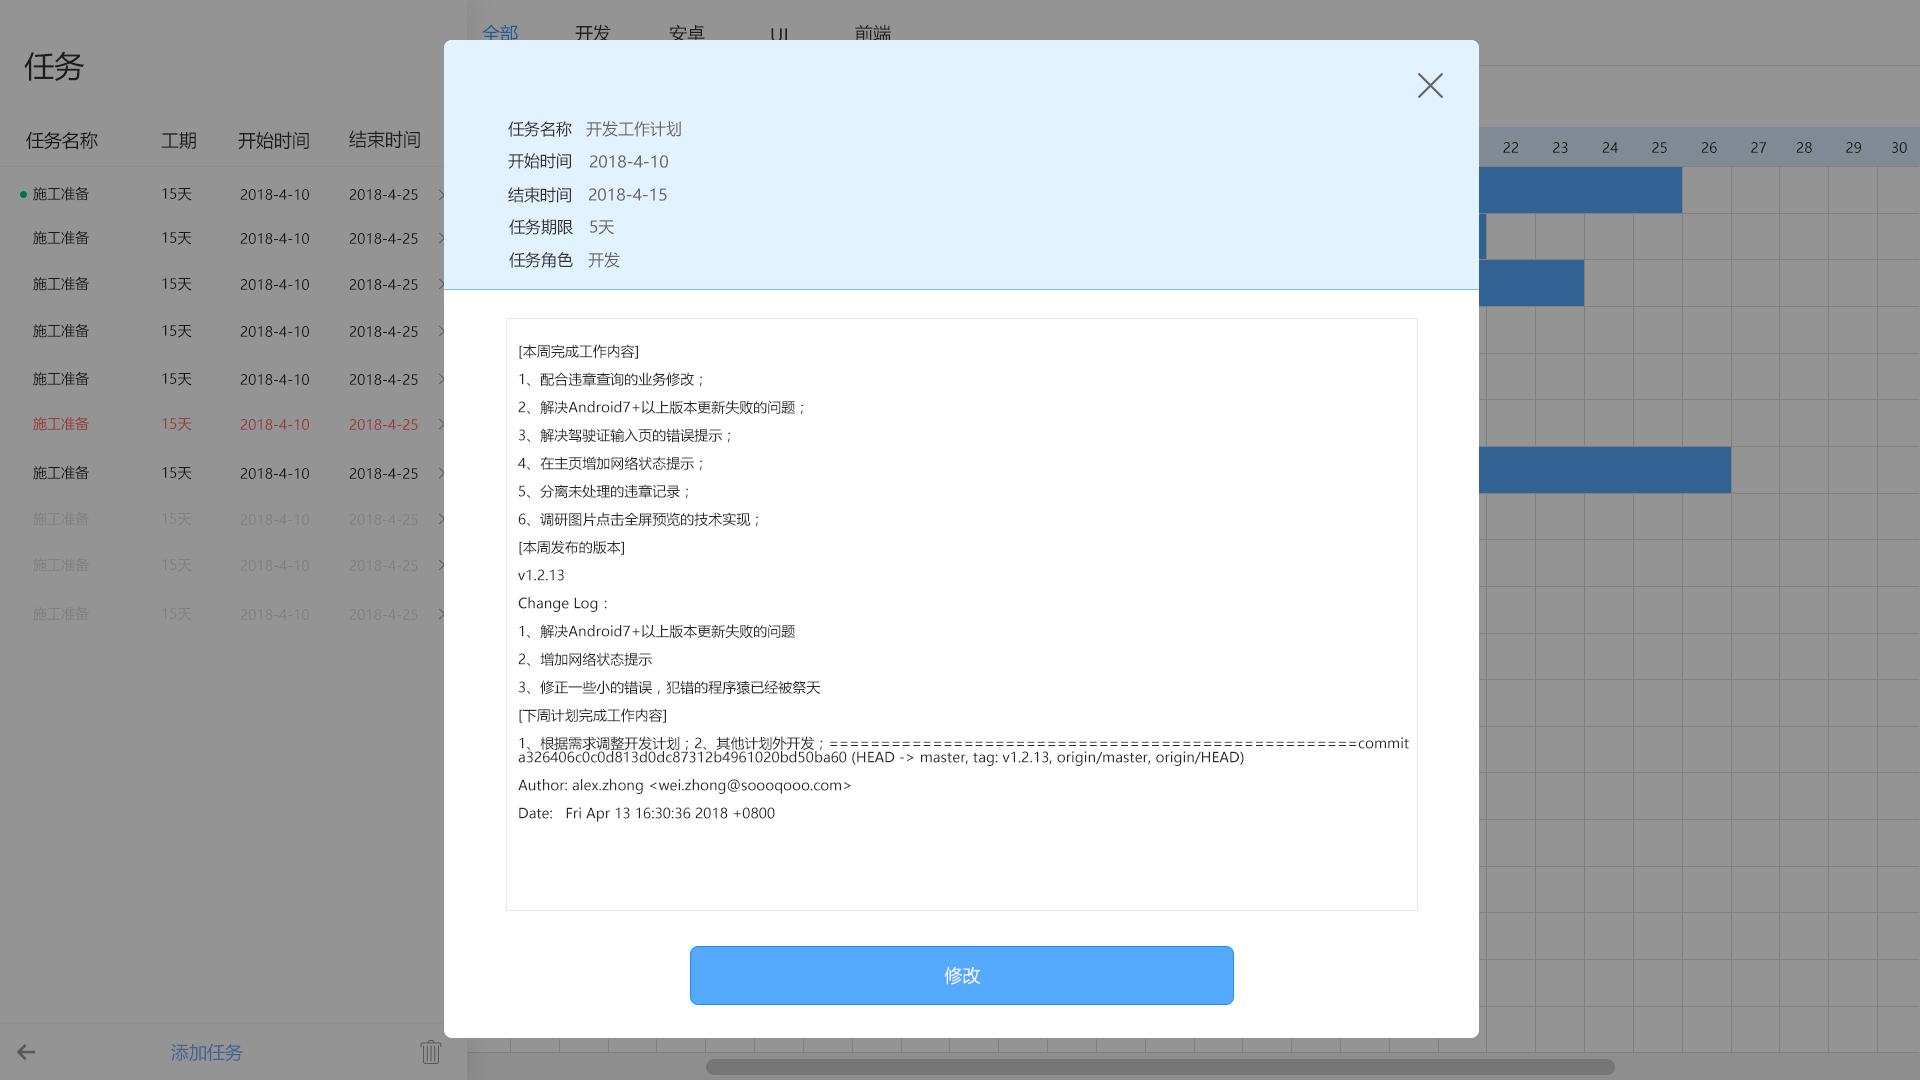 全部 开发 安卓 UI 前端
任务
任务名称 工期 开始时间 结束时间
施工准备 15天 2018-4-10 2018-4-25
施工准备 15天 2018-4-10 2018-4-25
施工准备 15天 2018-4-10 2018-4-25
施工准备 15天 2018-4-10 2018-4-25
施工准备 15天 2018-4-10 2018-4-25
施工准备 15天 2018-4-10 2018-4-25
施工准备 15天 2018-4-10 2018-4-25
施工准备 15天 2018-4-10 2018-4-25
施工准备 15天 2018-4-10 2018-4-25
施工准备 15天 2018-4-10 2018-4-25
添加任务
任务名称 开发工作计划
开始时间 2018-4-10
结束时间 2018-4-15
任务期限 5天
任务角色 开发
[本周完成工作内容]
1、配合违章查询的业务修改；
2、解决Android7+以上版本更新失败的问题；
3、解决驾驶证输入页的错误提示；
4、在主页增加网络状态提示；
5、分离未处理的违章记录；
6、调研图片点击全屏预览的技术实现；
[本周发布的版本]
v1.2.13
Change Log：
1、解决Android7+以上版本更新失败的问题
2、增加网络状态提示
3、修正一些小的错误，犯错的程序猿已经被祭天
[下周计划完成工作内容]
1、根据需求调整开发计划；2、其他计划外开发；===================================================commit
a326406c0c0d813d0dc87312b4961020bd50ba60 (HEAD -> master, tag: v1.2.13, origin/master, origin/HEAD)
Author: alex.zhong <wei.zhong@soooqooo.com>
Date: Fri Apr 13 16:30:36 2018 +0800
修改
22 23 24 25 26 27 28 29 30